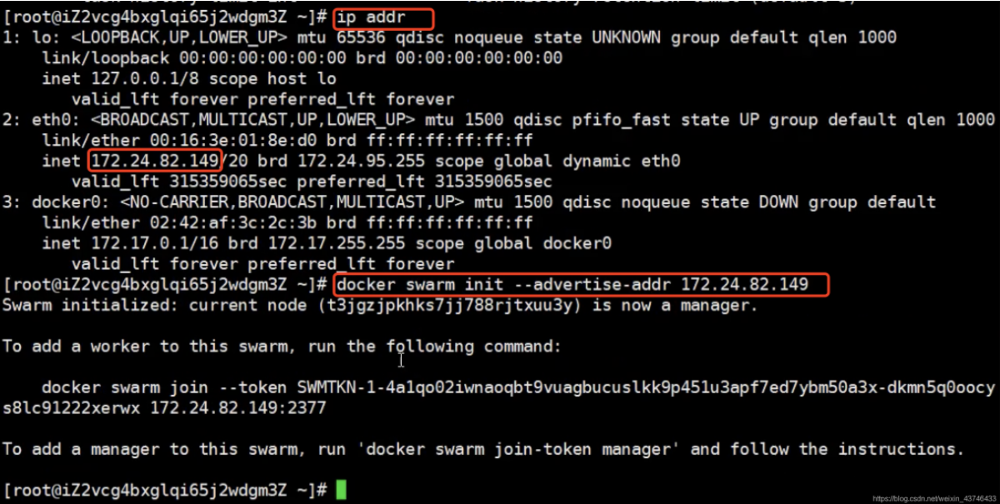 [root@iZ2vcg4bxglqi65j2wdgm3Z ~]# ip addr
1: lo: <LOOPBACK,UP,LOWER_UP> mtu 65536 qdisc noqueue state UNKNOWN group default qlen 1000
    link/loopback 00:00:00:00:00:00 brd 00:00:00:00:00:00
    inet 127.0.0.1/8 scope host lo
       valid_lft forever preferred_lft forever
2: eth0: <BROADCAST,MULTICAST,UP,LOWER_UP> mtu 1500 qdisc pfifo_fast state UP group default qlen 1000
    link/ether 00:16:3e:01:8e:d0 brd ff:ff:ff:ff:ff:ff
    inet 172.24.82.149/20 brd 172.24.95.255 scope global dynamic eth0
       valid_lft 315359065sec preferred_lft 315359065sec
3: docker0: <NO-CARRIER,BROADCAST,MULTICAST,UP> mtu 1500 qdisc noqueue state DOWN group default
    link/ether 02:42:af:3c:2c:3b brd ff:ff:ff:ff:ff:ff
    inet 172.17.0.1/16 brd 172.17.255.255 scope global docker0
       valid_lft forever preferred_lft forever
[root@iZ2vcg4bxglqi65j2wdgm3Z ~]# docker swarm init --advertise-addr 172.24.82.149
Swarm initialized: current node (t3jgzjpkhks7jj788rjtxuu3y) is now a manager.
To add a worker to this swarm, run the following command:
    docker swarm join --token SWMTKN-1-4a1qo02iwnaoqbt9vuagbucuslkk9p451u3apf7ed7ybm50a3x-dkmn5q0oocy
s8lc91222xerwx 172.24.82.149:2377
To add a manager to this swarm, run 'docker swarm join-token manager' and follow the instructions.
[root@iZ2vcg4bxglqi65j2wdgm3Z ~]#
https://blog.csdn.net/weixin_43746433